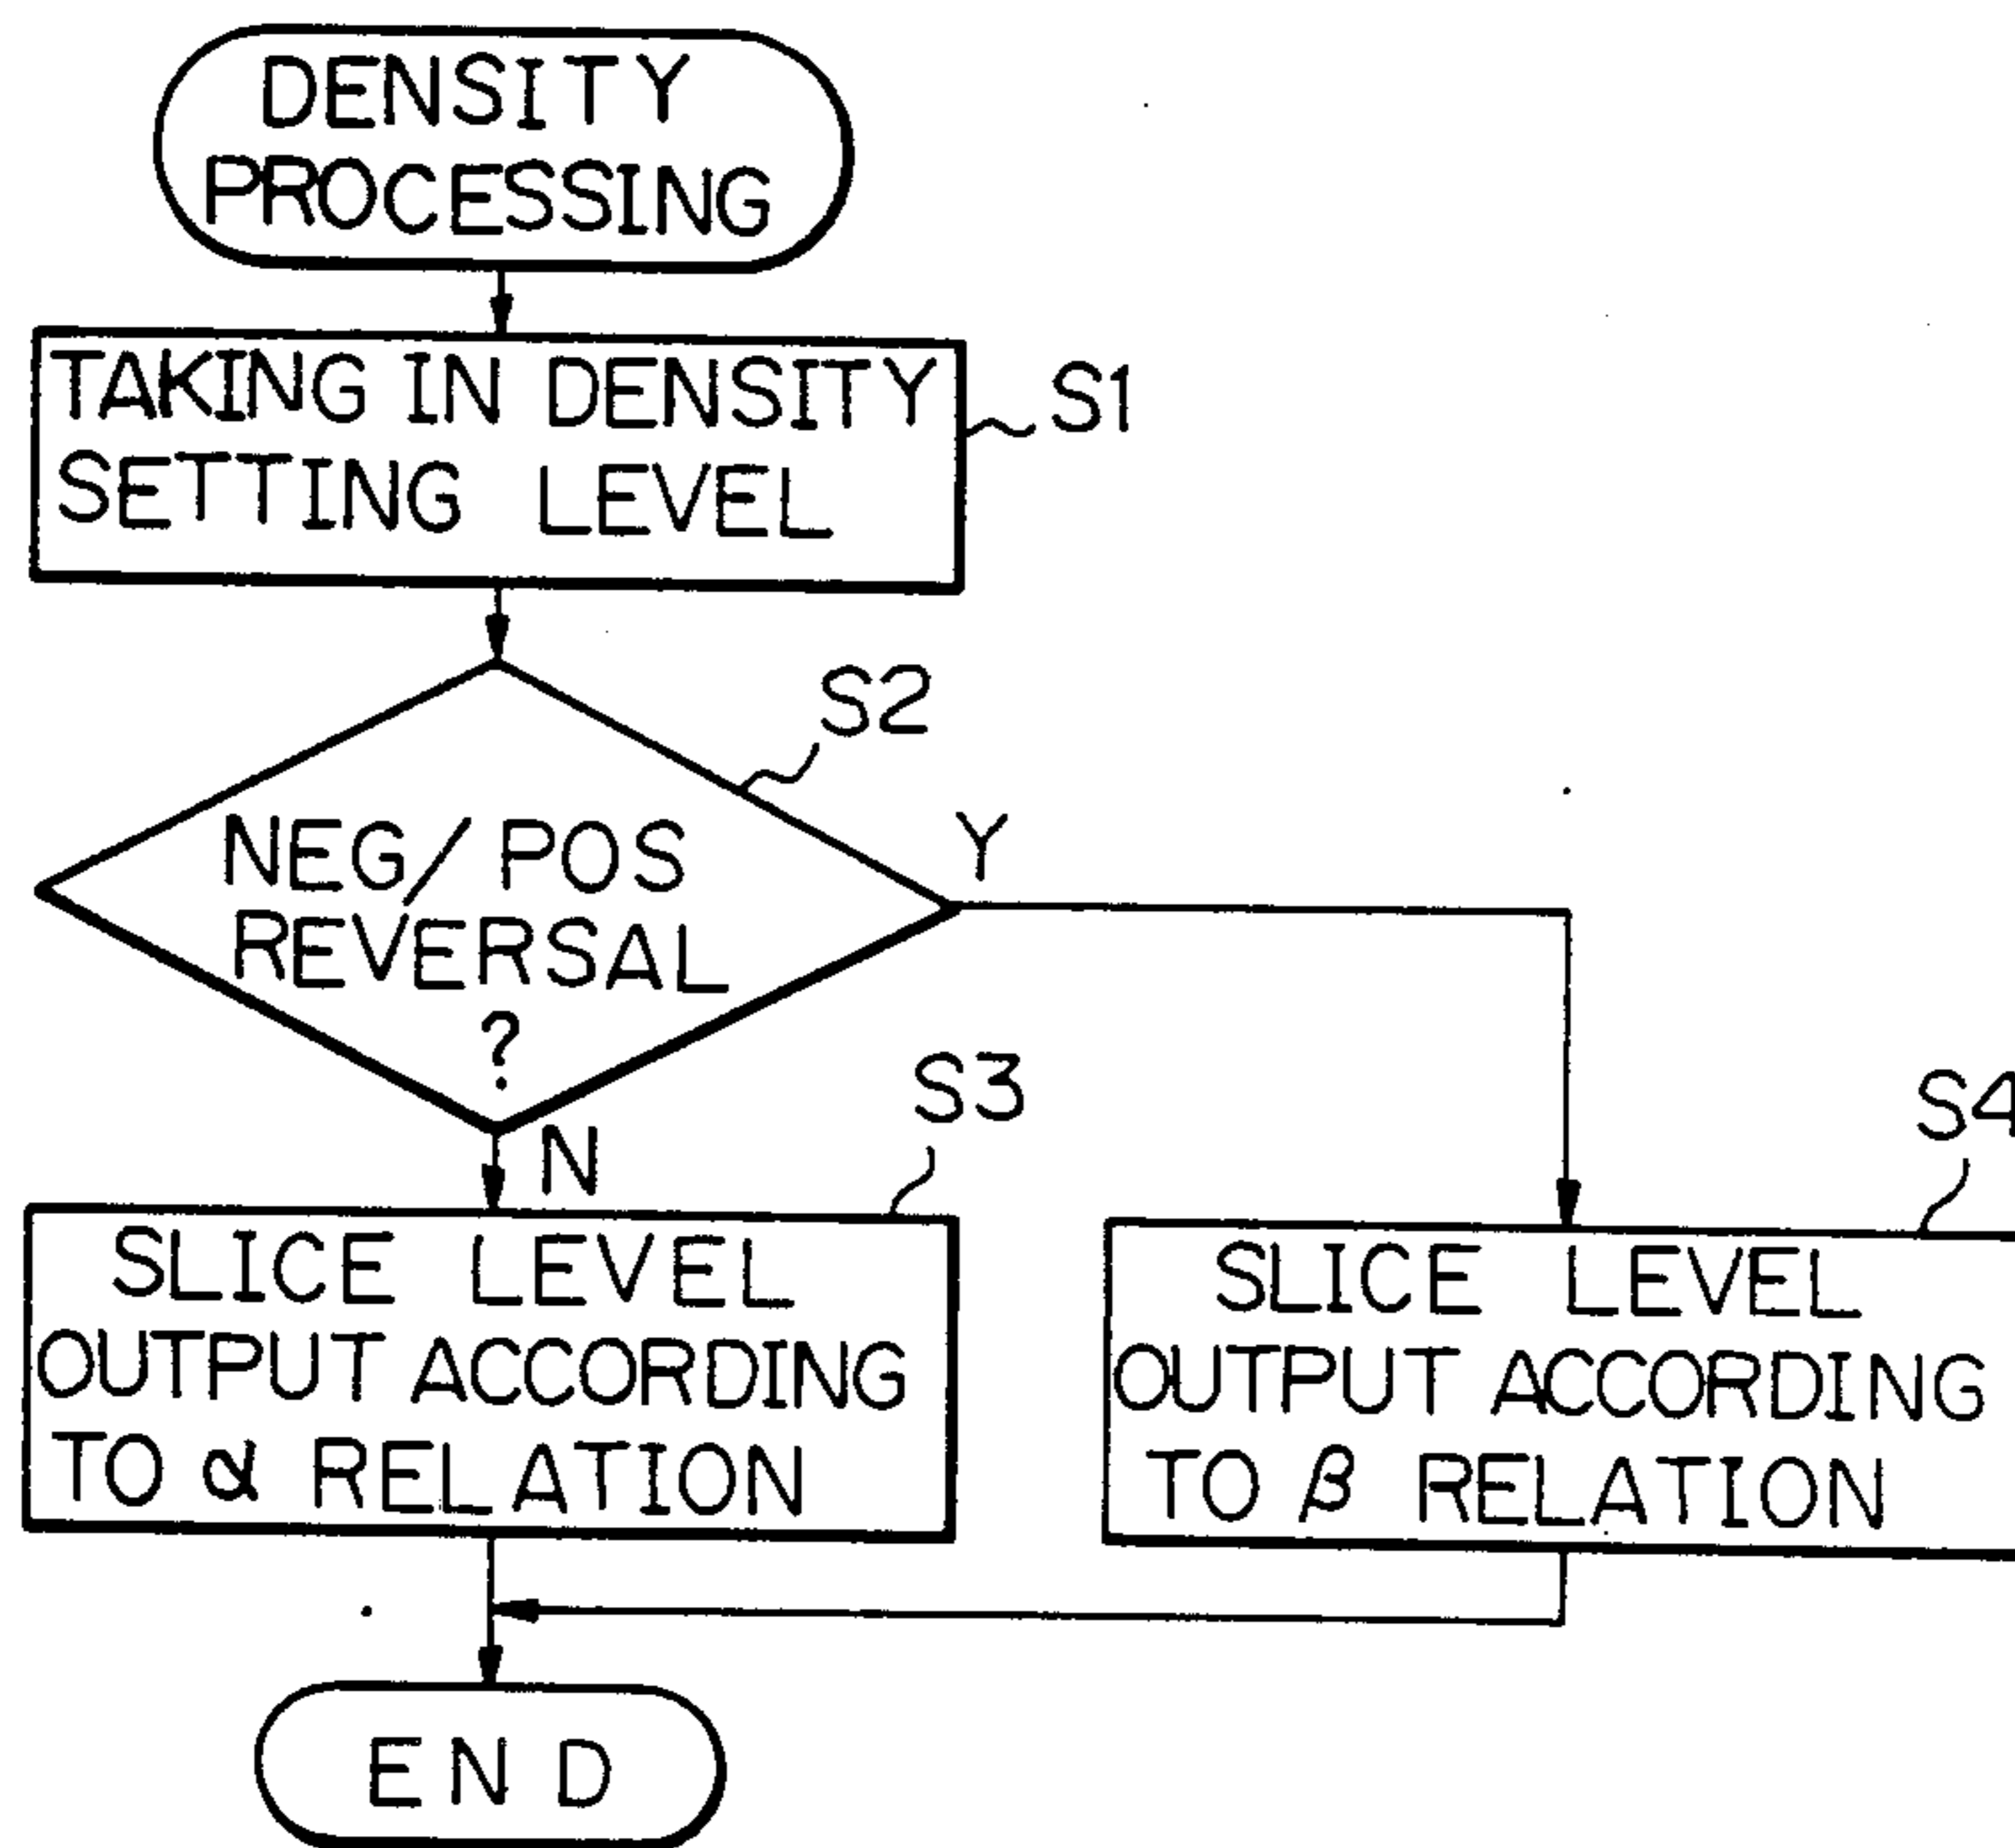 DENSITY
PROCESSING
TAKING IN DENSITY
SETTING LEVEL
S1
S2
NEG/POS
REVERSAL
?
Y
N
S3
SLICE LEVEL
OUTPUT ACCORDING
TO α RELATION
S4
SLICE LEVEL
OUTPUT ACCORDING
TO β RELATION
END